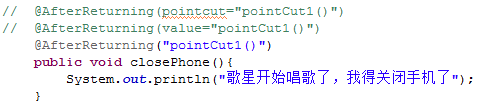 //  @AfterReturning(pointcut="pointCut1()")
//  @AfterReturning(value="pointCut1()")
    @AfterReturning("pointCut1()")
    public void closePhone(){
        System.out.println("歌星开始唱歌了，我得关闭手机了");
    }